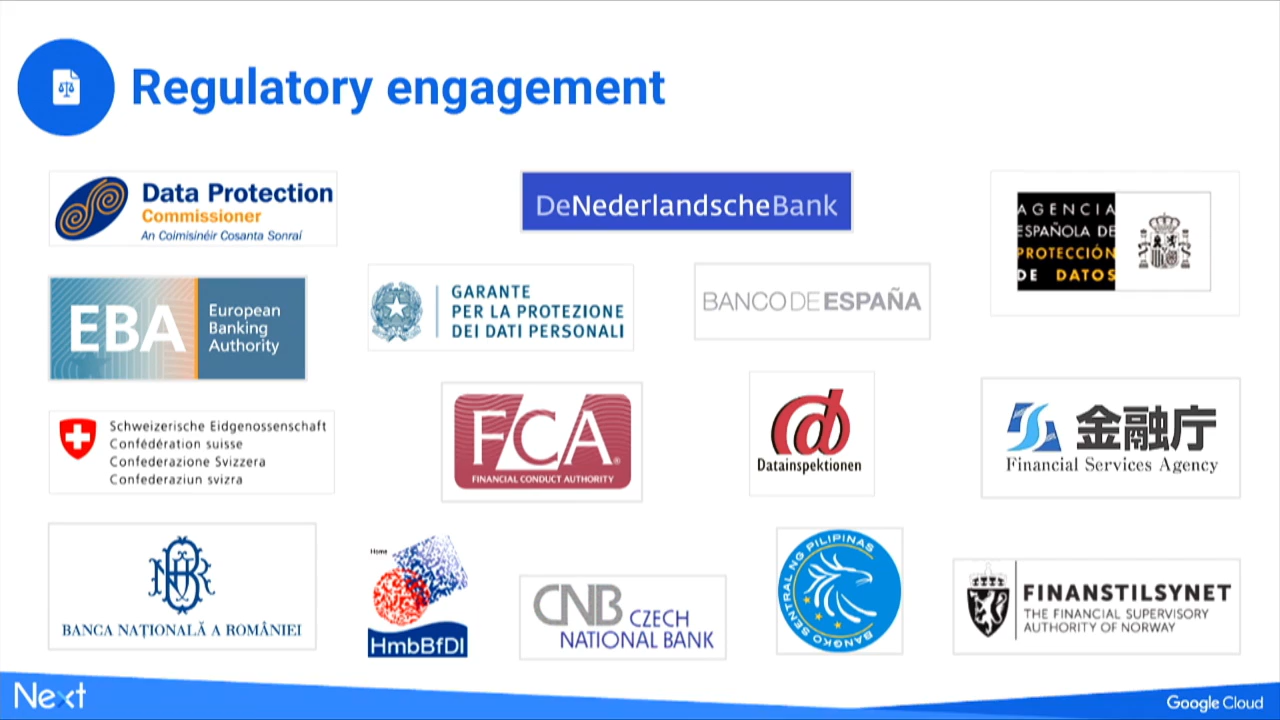 Regulatory engagement
Data Protection
Commissioner
An Coimisinéir Cosanta Sonraí
DeNederlandscheBank
AGENCIA
ESPAÑOLA DE
PROTECCIÓN
DE DATOS
EBA
European
Banking
Authority
GARANTE
PER LA PROTEZIONE
DEI DATI PERSONALI
BANCO DE ESPAÑA
Schweizerische Eidgenossenschaft
Confédération suisse
Confederazione Svizzera
Confederaziun svizra
FCA
FINANCIAL CONDUCT AUTHORITY
Datainspektionen
金融庁
Financial Services Agency
BANCA NAȚIONALĂ A ROMÂNIEI
Home
HmbBfDI
CNB CZECH
NATIONAL BANK
BANGKO SENTRAL NG PILIPINAS
FINANSTILSYNET
THE FINANCIAL SUPERVISORY
AUTHORITY OF NORWAY
Next
Google Cloud